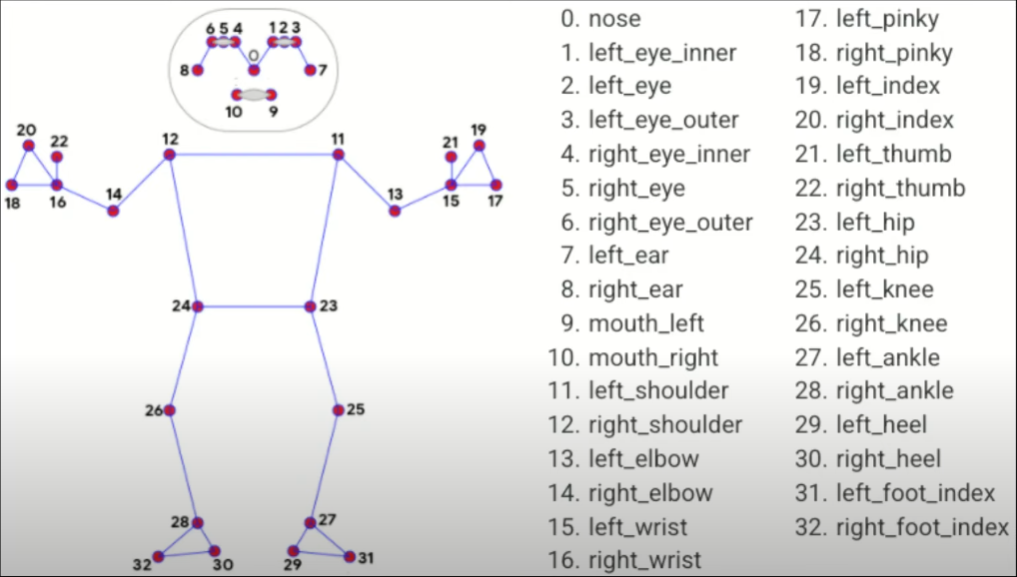 6 5 4 1 2 3
0
8 7
10 9
20 22 12 11 21 19
18 16 14 13 15 17
24 23
26 25
28 27
32 30 29 31
0. nose
1. left_eye_inner
2. left_eye
3. left_eye_outer
4. right_eye_inner
5. right_eye
6. right_eye_outer
7. left_ear
8. right_ear
9. mouth_left
10. mouth_right
11. left_shoulder
12. right_shoulder
13. left_elbow
14. right_elbow
15. left_wrist
16. right_wrist
17. left_pinky
18. right_pinky
19. left_index
20. right_index
21. left_thumb
22. right_thumb
23. left_hip
24. right_hip
25. left_knee
26. right_knee
27. left_ankle
28. right_ankle
29. left_heel
30. right_heel
31. left_foot_index
32. right_foot_index